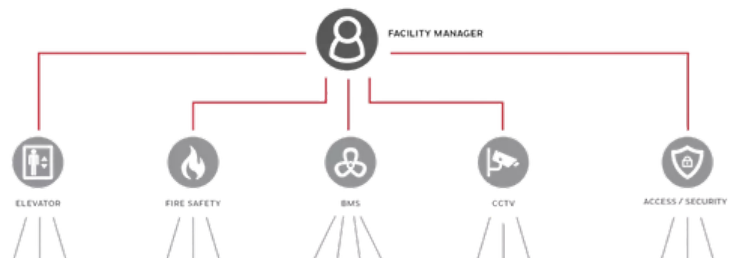 FACILITY MANAGER
ELEVATOR
FIRE SAFETY
BMS
CCTV
ACCESS / SECURITY